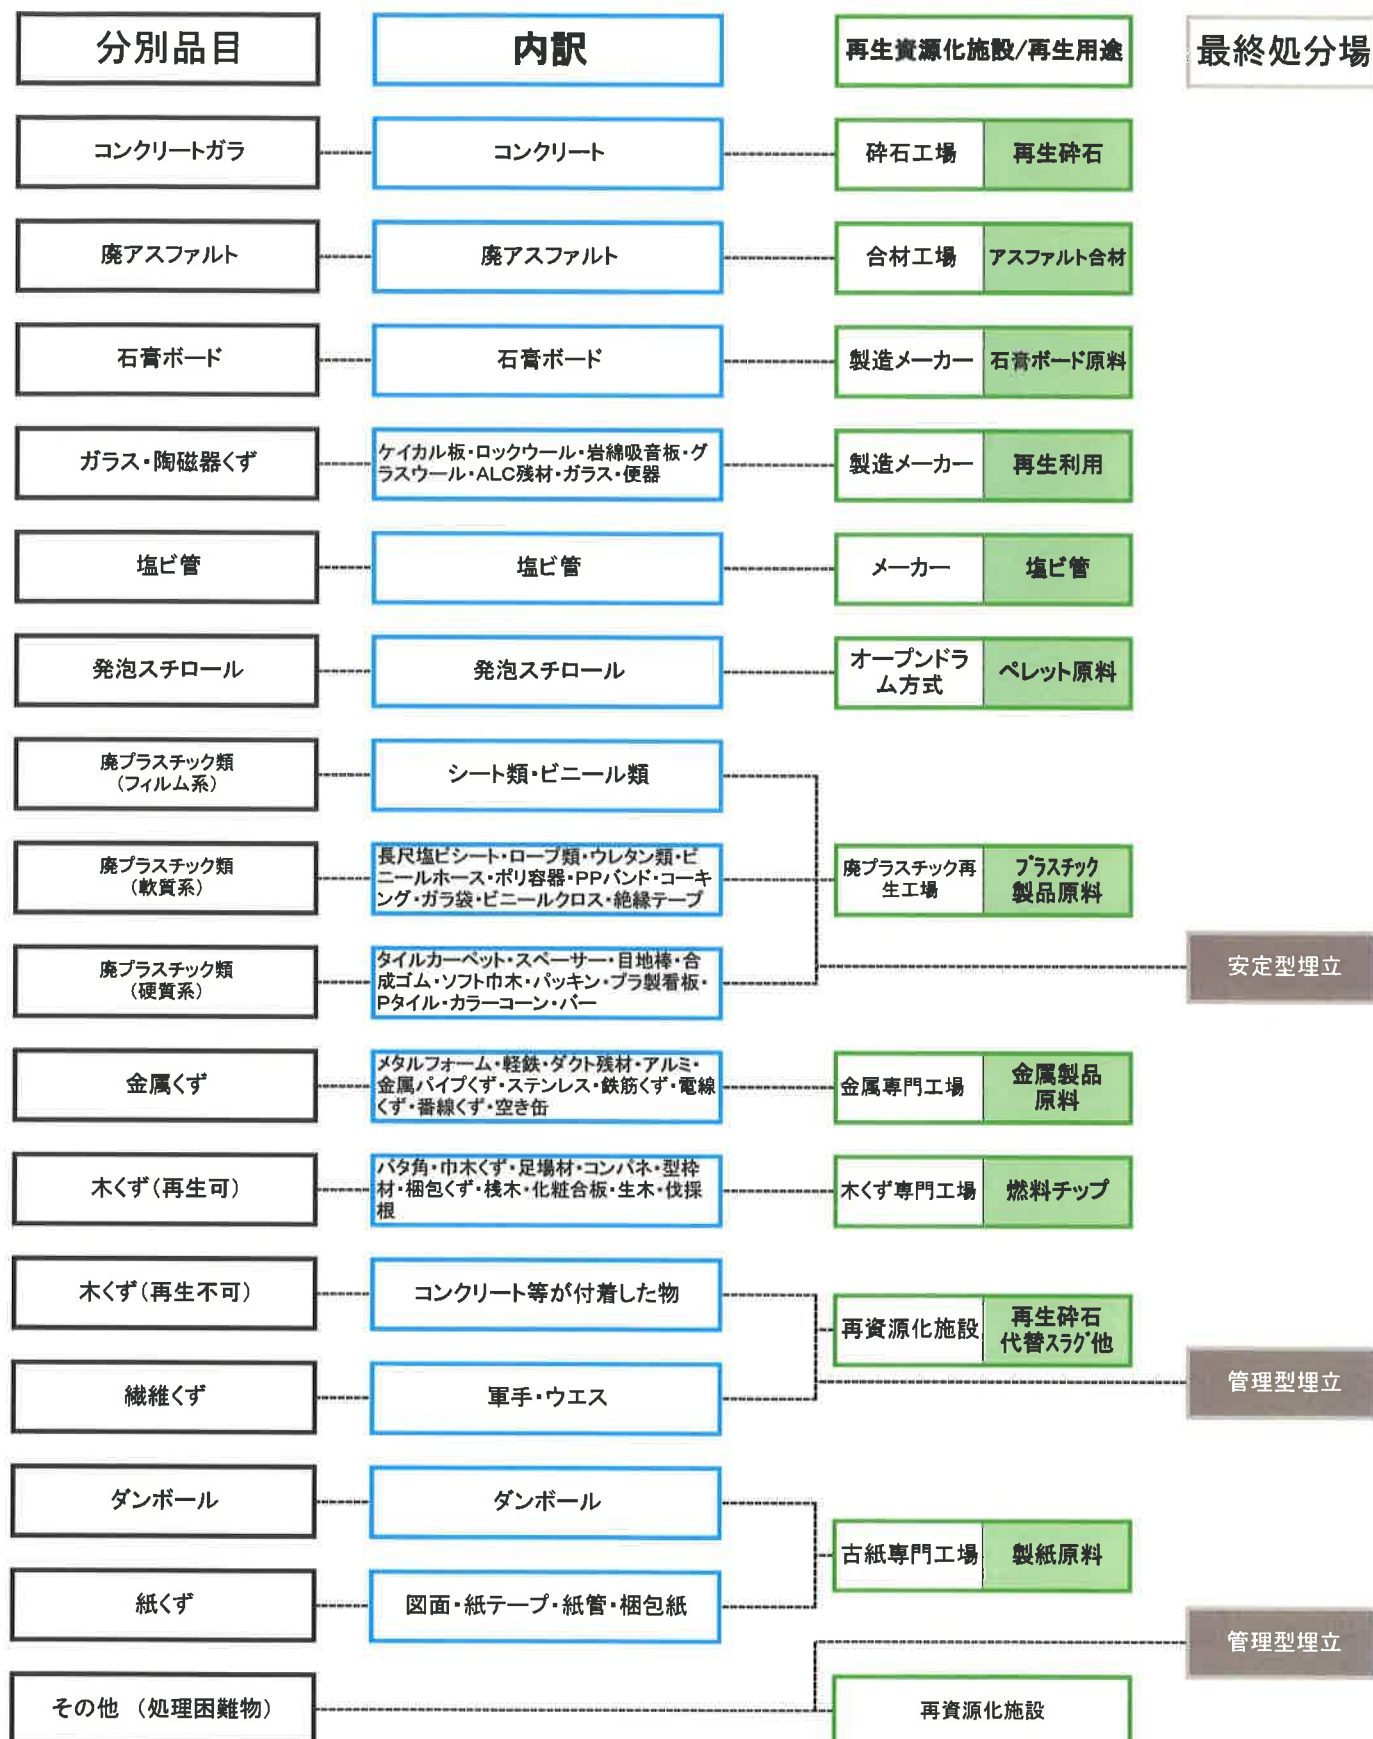 分別品目
内訳
再生資源化施設/再生用途
最終処分場
コンクリートガラ
コンクリート
砕石工場
再生砕石
廃アスファルト
廃アスファルト
合材工場
アスファルト合材
石膏ボード
石膏ボード
製造メーカー
石膏ボード原料
ガラス・陶磁器くず
ケイカル板・ロックウール・岩綿吸音板・グ
ラスウール・ALC残材・ガラス・便器
製造メーカー
再生利用
塩ビ管
塩ビ管
メーカー
塩ビ管
発泡スチロール
発泡スチロール
オープンドラ
ム方式
ペレット原料
廃プラスチック類
（フィルム系）
シート類・ビニール類
廃プラスチック類
（軟質系）
長尺塩ビシート・ロープ類・ウレタン類・ビ
ニールホース・ポリ容器・PPバンド・コーキ
ング・ガラ袋・ビニールクロス・絶縁テープ
廃プラスチック再
生工場
プラスチック
製品原料
廃プラスチック類
（硬質系）
タイルカーペット・スペーサー・目地棒・合
成ゴム・ソフト巾木・パッキン・プラ製看板・
Pタイル・カラーコーン・バー
安定型埋立
金属くず
メタルフォーム・軽鉄・ダクト残材・アルミ・
金属パイプくず・ステンレス・鉄筋くず・電線
くず・番線くず・空き缶
金属専門工場
金属製品
原料
木くず（再生可）
バタ角・巾木くず・足場材・コンパネ・型枠
材・梱包くず・桟木・化粧合板・生木・伐採
根
木くず専門工場
燃料チップ
木くず（再生不可）
コンクリート等が付着した物
再資源化施設
再生砕石
代替スラグ他
繊維くず
軍手・ウエス
管理型埋立
ダンボール
ダンボール
古紙専門工場
製紙原料
紙くず
図面・紙テープ・紙管・梱包紙
管理型埋立
その他　（処理困難物）
再資源化施設